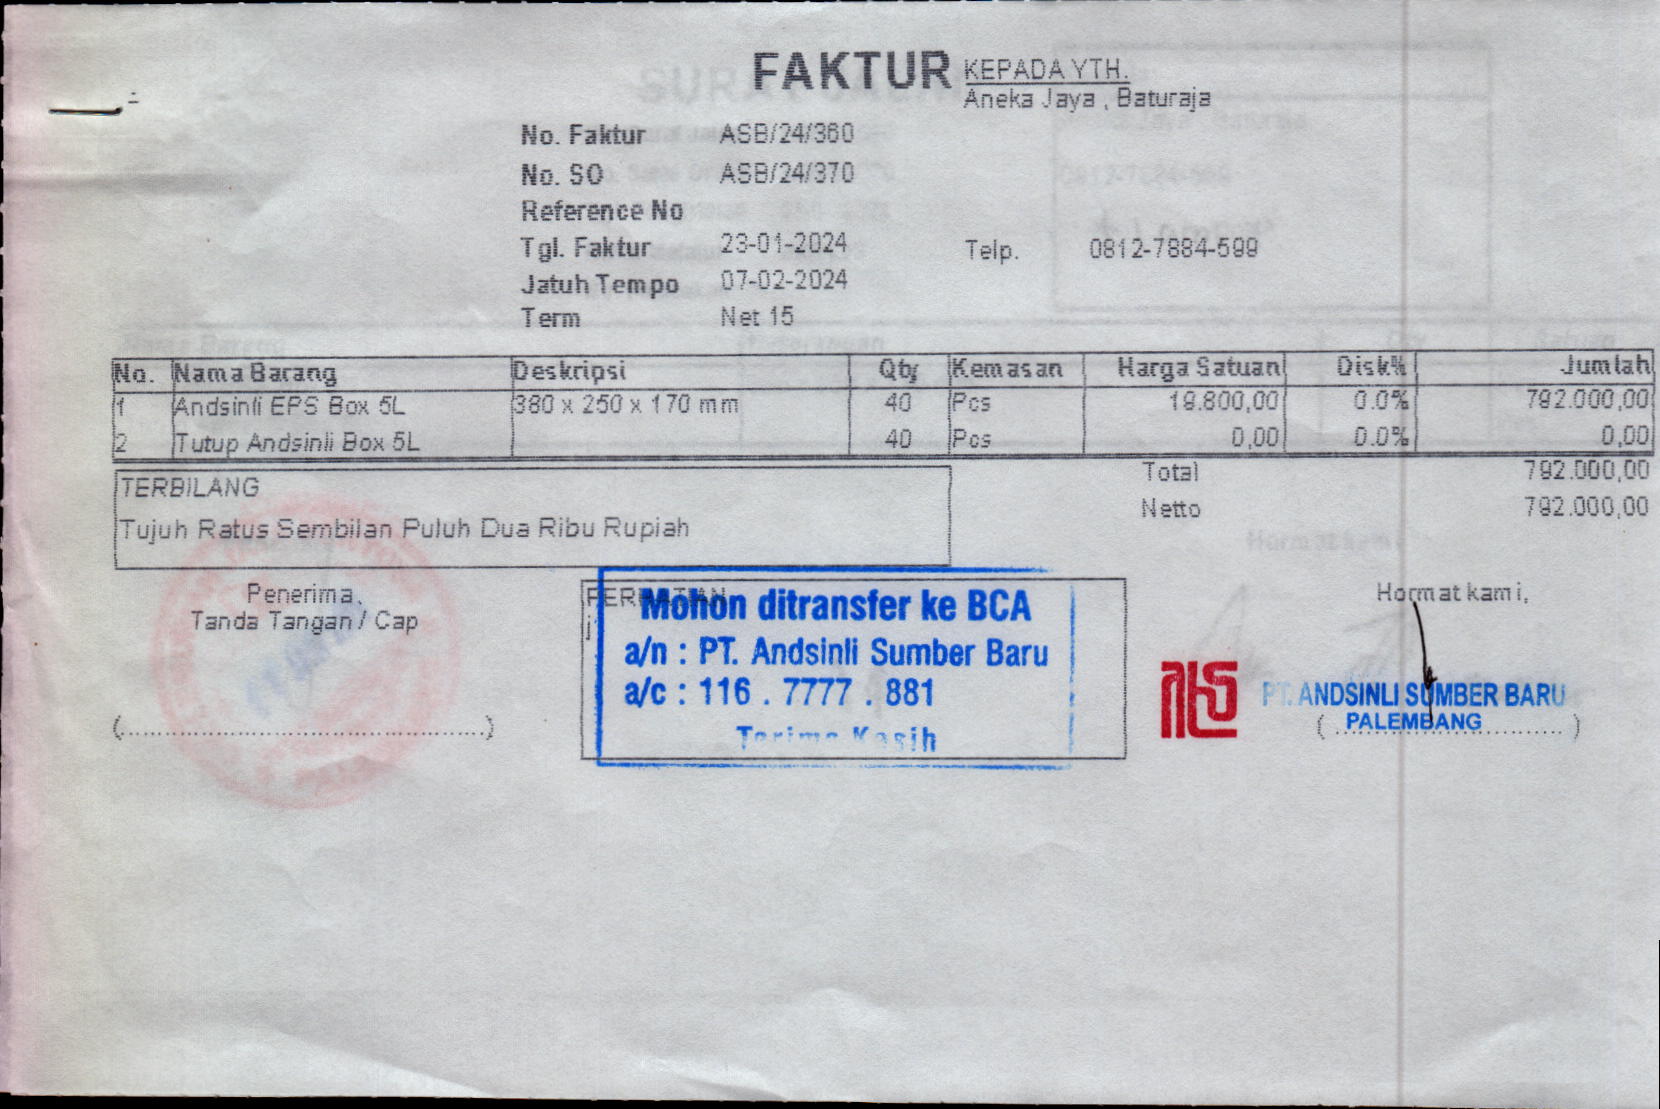 FAKTUR
KEPADA YTH.
Aneka Jaya , Baturaja
No. Faktur ASB/24/360
No. SO ASB/24/370
Reference No
Tgl. Faktur 23-01-2024 Telp. 0812-7884-599
Jatuh Tempo 07-02-2024
Term Net 15
No. Nama Barang Deskripsi Qty Kemasan Harga Satuan Disk% Jumlah
1 Andsinli EPS Box 5L 380 x 250 x 170 mm 40 Pcs 19.800,00 0.0% 792.000,00
2 Tutup Andsinli Box 5L 40 Pcs 0,00 0.0% 0,00
Total 792.000,00
Netto 792.000,00
TERBILANG
Tujuh Ratus Sembilan Puluh Dua Ribu Rupiah
Penerima,
Tanda Tangan / Cap
(................................................)
Mohon ditransfer ke BCA
a/n : PT. Andsinli Sumber Baru
a/c : 116 . 7777 . 881
Terima Kasih
Hormat kami,
PT. ANDSINLI SUMBER BARU
PALEMBANG
(................................)